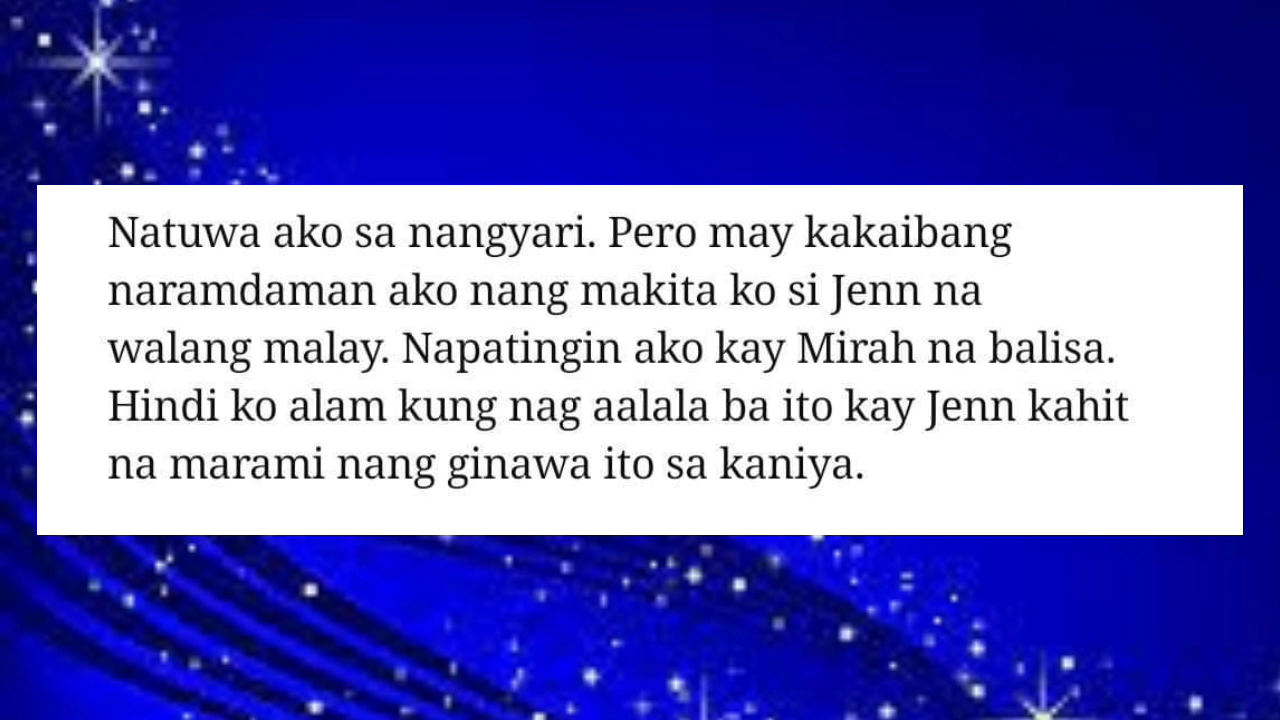 Natuwa ako sa nangyari. Pero may kakaibang
naramdaman ako nang makita ko si Jenn na
walang malay. Napatingin ako kay Mirah na balisa.
Hindi ko alam kung nag aalala ba ito kay Jenn kahit
na marami nang ginawa ito sa kaniya.